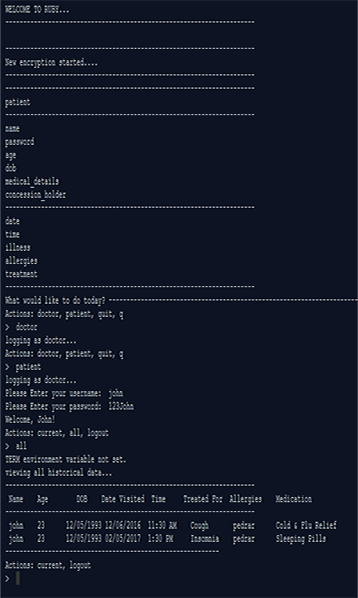 WELCOME TO RUBY...
New encryption started....
patient
name
password
age
dob
medical_details
concession_holder
date
time
illness
allergies
treatment
What would like to do today?
Actions: doctor, patient, quit, q
> doctor
logging as doctor...
Actions: doctor, patient, quit, q
> patient
logging as doctor...
Please Enter your username: john
Please Enter your password: 123John
Welcome, John!
Actions: current, all, logout
> all
TERM environment variable not set.
viewing all historical data...
Name Age DOB Date Visited Time Treated For Allergies Medication
john 23 12/05/1993 12/06/2016 11:30 AM Cough pedrar Cold & Flu Relief
john 23 12/05/1993 02/05/2017 1:30 PM Insomnia pedrar Sleeping Pills
Actions: current, logout
>